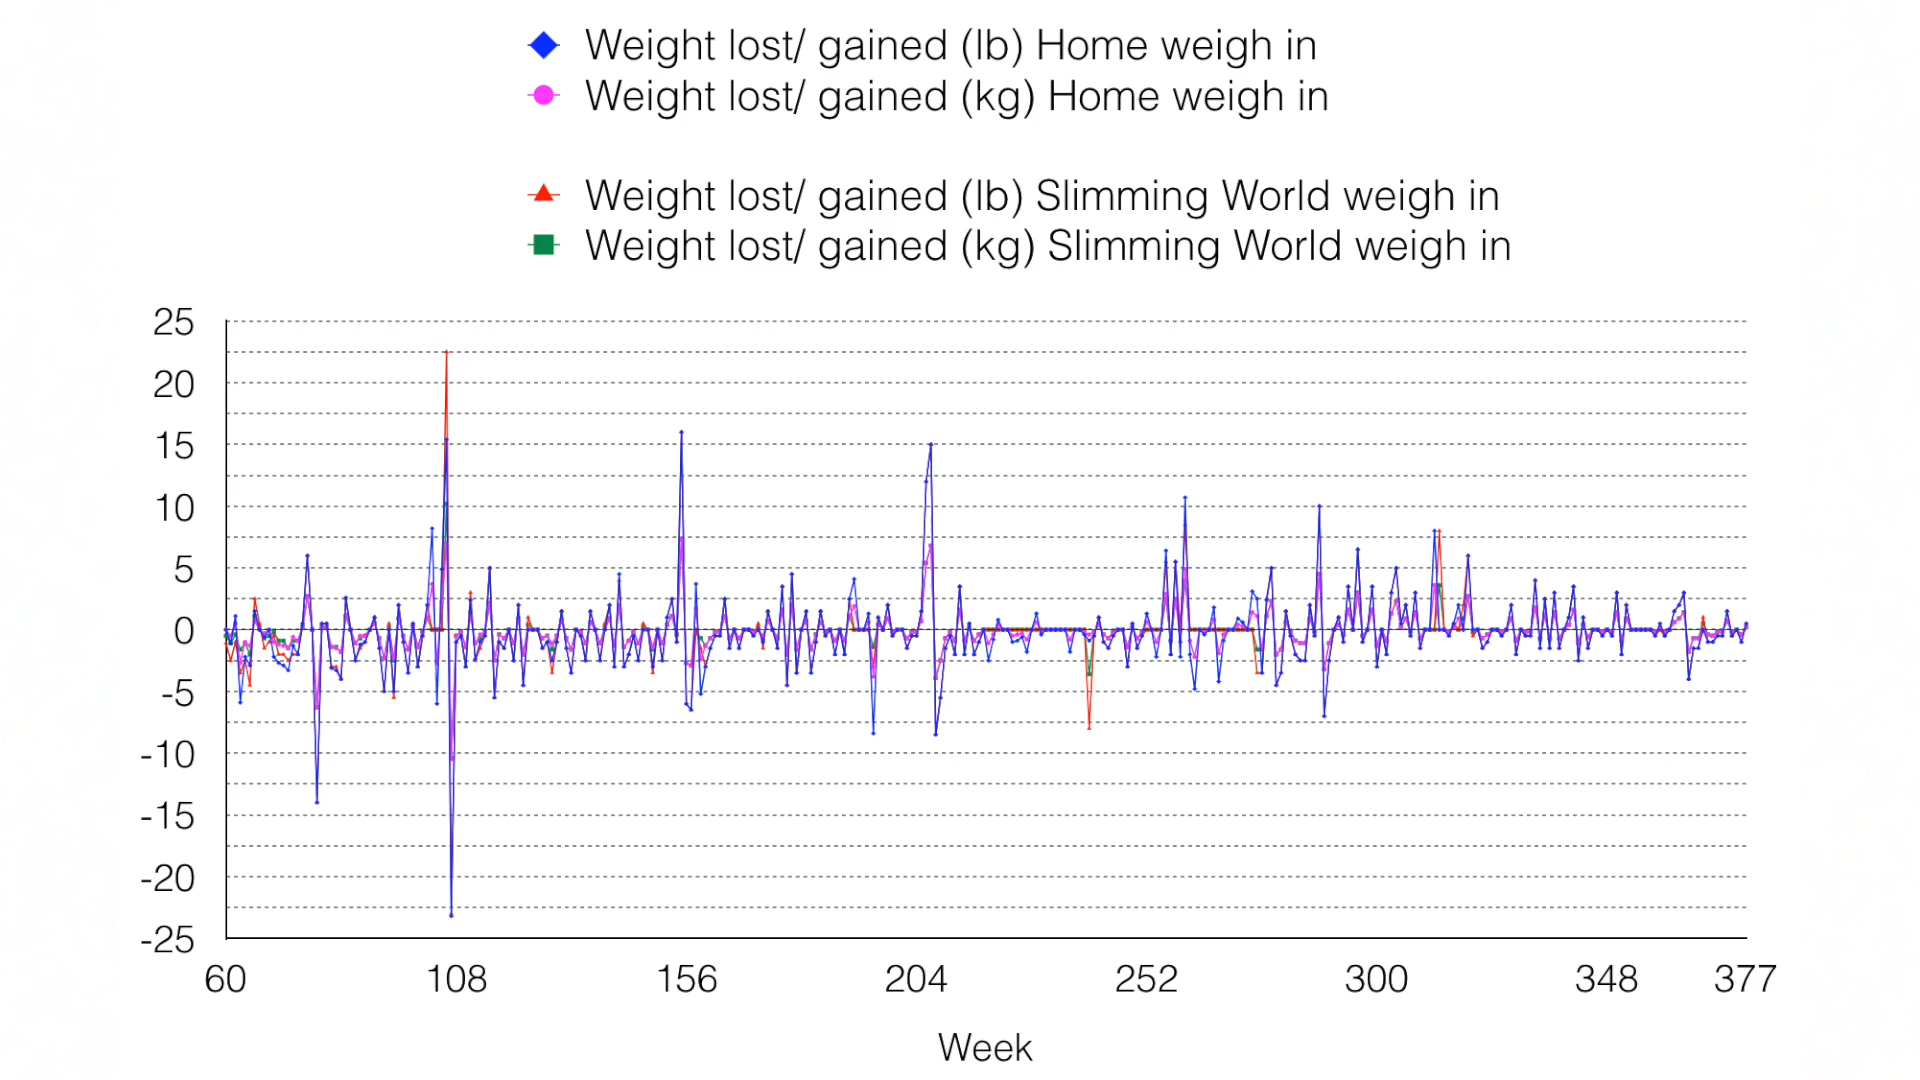 Weight lost/ gained (lb) Home weigh in
Weight lost/ gained (kg) Home weigh in
Weight lost/ gained (lb) Slimming World weigh in
Weight lost/ gained (kg) Slimming World weigh in
25
20
15
10
5
0
-5
-10
-15
-20
-25
60 108 156 204 252 300 348 377
Week